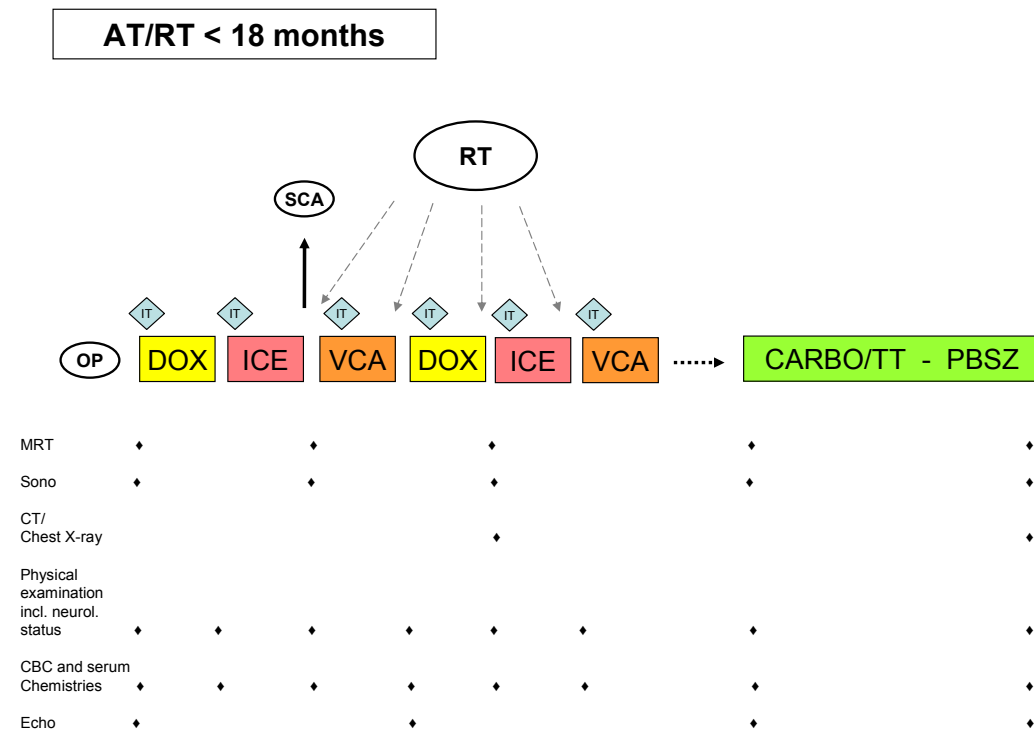 AT/RT < 18 months
RT
SCA
IT IT IT IT IT IT
OP DOX ICE VCA DOX ICE VCA CARBO/TT - PBSZ
MRT
Sono
CT/
Chest X-ray
Physical
examination
incl. neurol.
status
CBC and serum
Chemistries
Echo